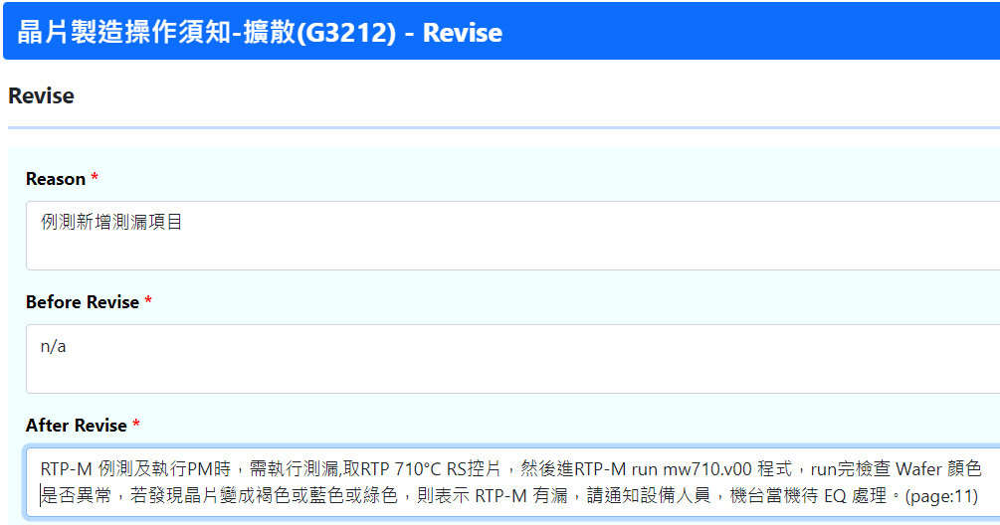 晶片製造操作須知-擴散(G3212) - Revise
Revise
Reason *
例測新增測漏項目
Before Revise *
n/a
After Revise *
RTP-M 例測及執行PM時，需執行測漏,取RTP 710°C RS控片，然後進RTP-M run mw710.v00 程式，run完檢查 Wafer 顏色
是否異常，若發現晶片變成褐色或藍色或綠色，則表示 RTP-M 有漏，請通知設備人員，機台當機待 EQ 處理。(page:11)